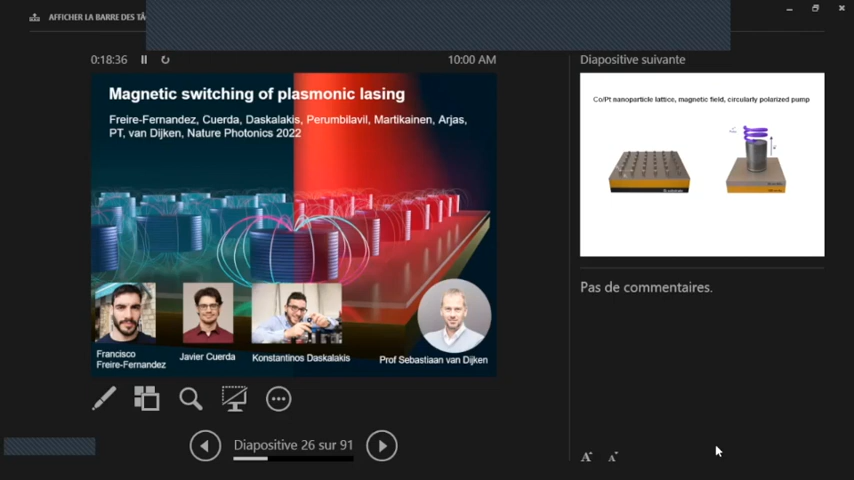 AFFICHER LA BARRE DES TÂ
0:18:36
10:00 AM
Magnetic switching of plasmonic lasing
Freire-Fernandez, Cuerda, Daskalakis, Perumbilavil, Martikainen, Arjas,
PT, van Dijken, Nature Photonics 2022
Francisco
Freire-Fernandez
Javier Cuerda
Konstantinos Daskalakis
Prof Sebastiaan van Dijken
Diapositive 26 sur 91
Diapositive suivante
Co/Pt nanoparticle lattice, magnetic field, circularly polarized pump
Pas de commentaires.
A
A